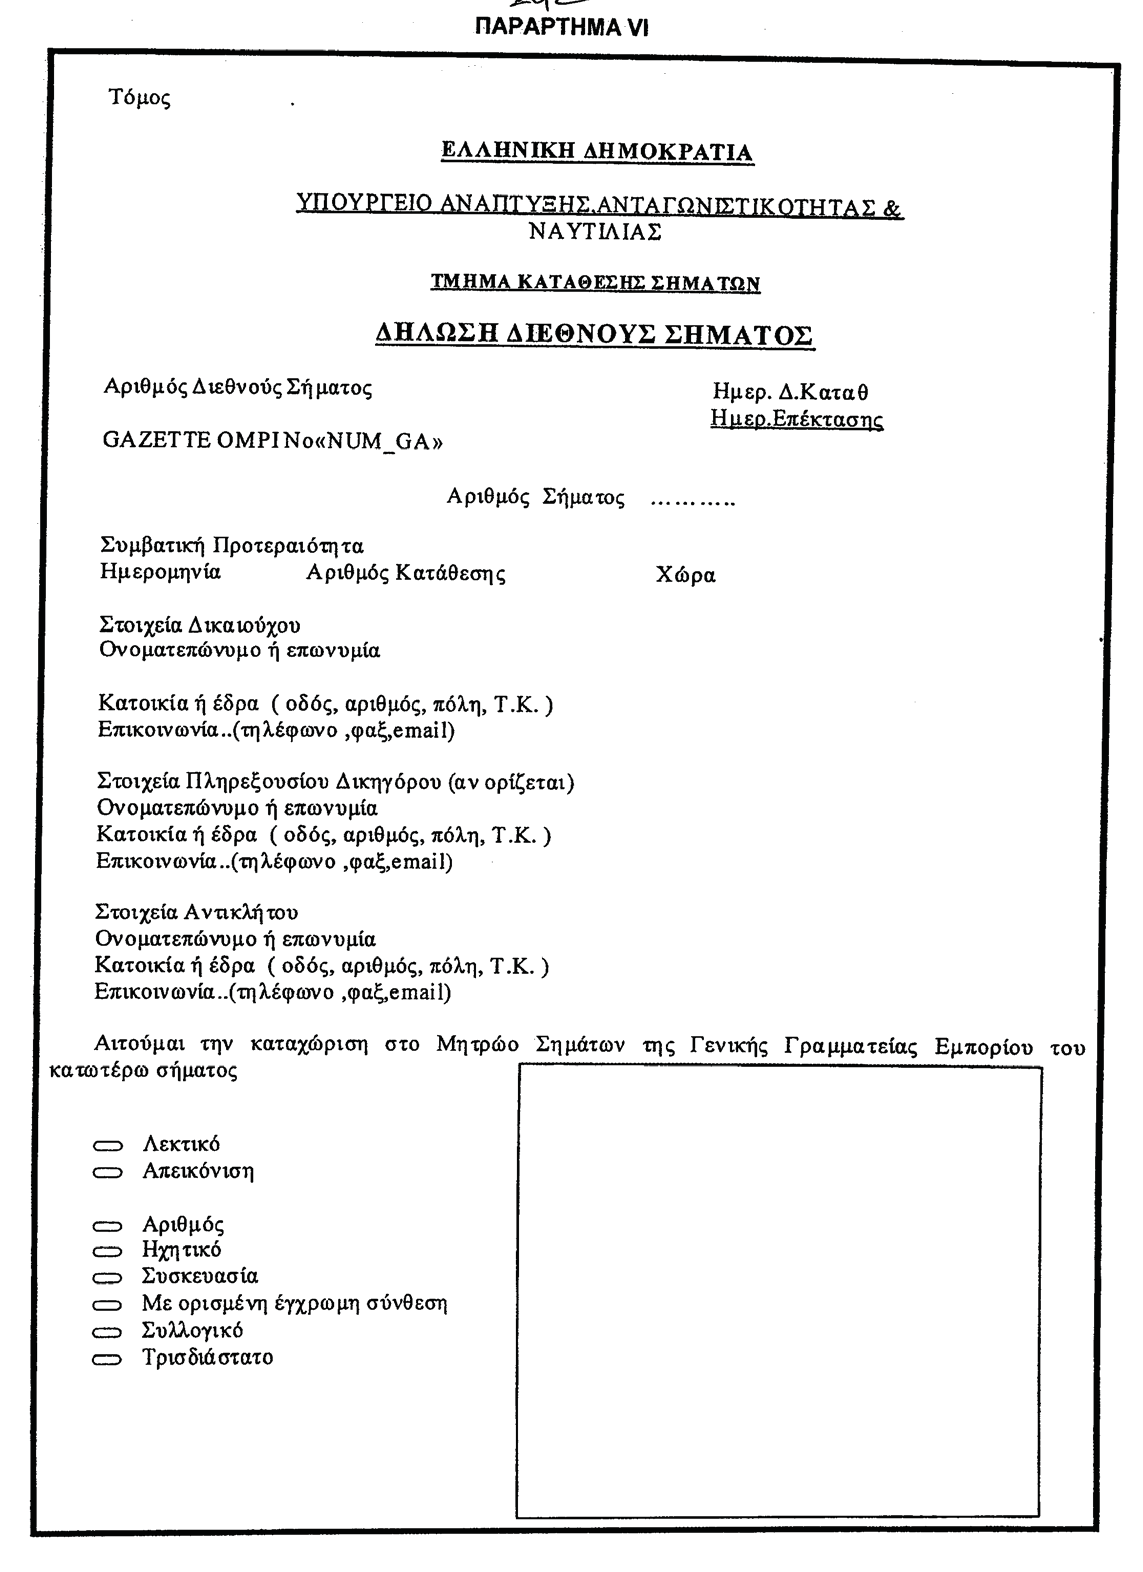 ΠΑΡΑΡΤΗΜΑ VI
Τόμος
ΕΛΛΗΝΙΚΗ ΔΗΜΟΚΡΑΤΙΑ
ΥΠΟΥΡΓΕΙΟ ΑΝΑΠΤΥΞΗΣ.ΑΝΤΑΓΩΝΙΣΤΙΚΟΤΗΤΑΣ &
ΝΑΥΤΙΛΙΑΣ
ΤΜΗΜΑ ΚΑΤΑΘΕΣΗΣ ΣΗΜΑΤΩΝ
ΔΗΛΩΣΗ ΔΙΕΘΝΟΥΣ ΣΗΜΑΤΟΣ
Αριθμός Διεθνούς Σήματος
Ημερ. Δ.Καταθ
Ημερ.Επέκτασης
GAZETTE OMPI No«NUM_GA»
Αριθμός Σήματος ...........
Συμβατική Προτεραιότητα
Ημερομηνία Αριθμός Κατάθεσης Χώρα
Στοιχεία Δικαιούχου
Ονοματεπώνυμο ή επωνυμία
Κατοικία ή έδρα ( οδός, αριθμός, πόλη, Τ.Κ. )
Επικοινωνία..(τηλέφωνο ,φαξ,email)
Στοιχεία Πληρεξουσίου Δικηγόρου (αν ορίζεται)
Ονοματεπώνυμο ή επωνυμία
Κατοικία ή έδρα ( οδός, αριθμός, πόλη, Τ.Κ. )
Επικοινωνία..(τηλέφωνο ,φαξ,email)
Στοιχεία Αντικλήτου
Ονοματεπώνυμο ή επωνυμία
Κατοικία ή έδρα ( οδός, αριθμός, πόλη, Τ.Κ. )
Επικοινωνία..(τηλέφωνο ,φαξ,email)
Αιτούμαι την καταχώριση στο Μητρώο Σημάτων της Γενικής Γραμματείας Εμπορίου του
κατωτέρω σήματος
Λεκτικό
Απεικόνιση
Αριθμός
Ηχητικό
Συσκευασία
Με ορισμένη έγχρωμη σύνθεση
Συλλογικό
Τρισδιάστατο